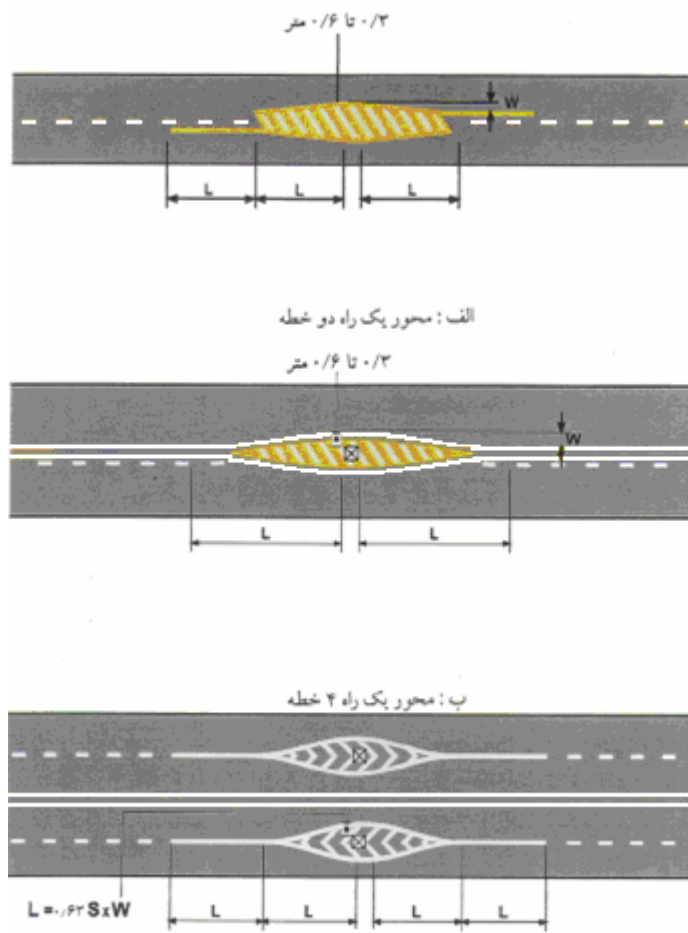 ۰/۳ تا ۰/۶ متر
W
L L L
الف : محور یک راه دو خطه
۰/۳ تا ۰/۶ متر
W
L L
ب : محور یک راه ۴ خطه
L =۰/۶۲ S x W
L L L L